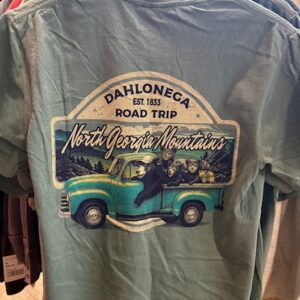 DAHLONEGA
EST. 1833
ROAD TRIP
North Georgia Mountains